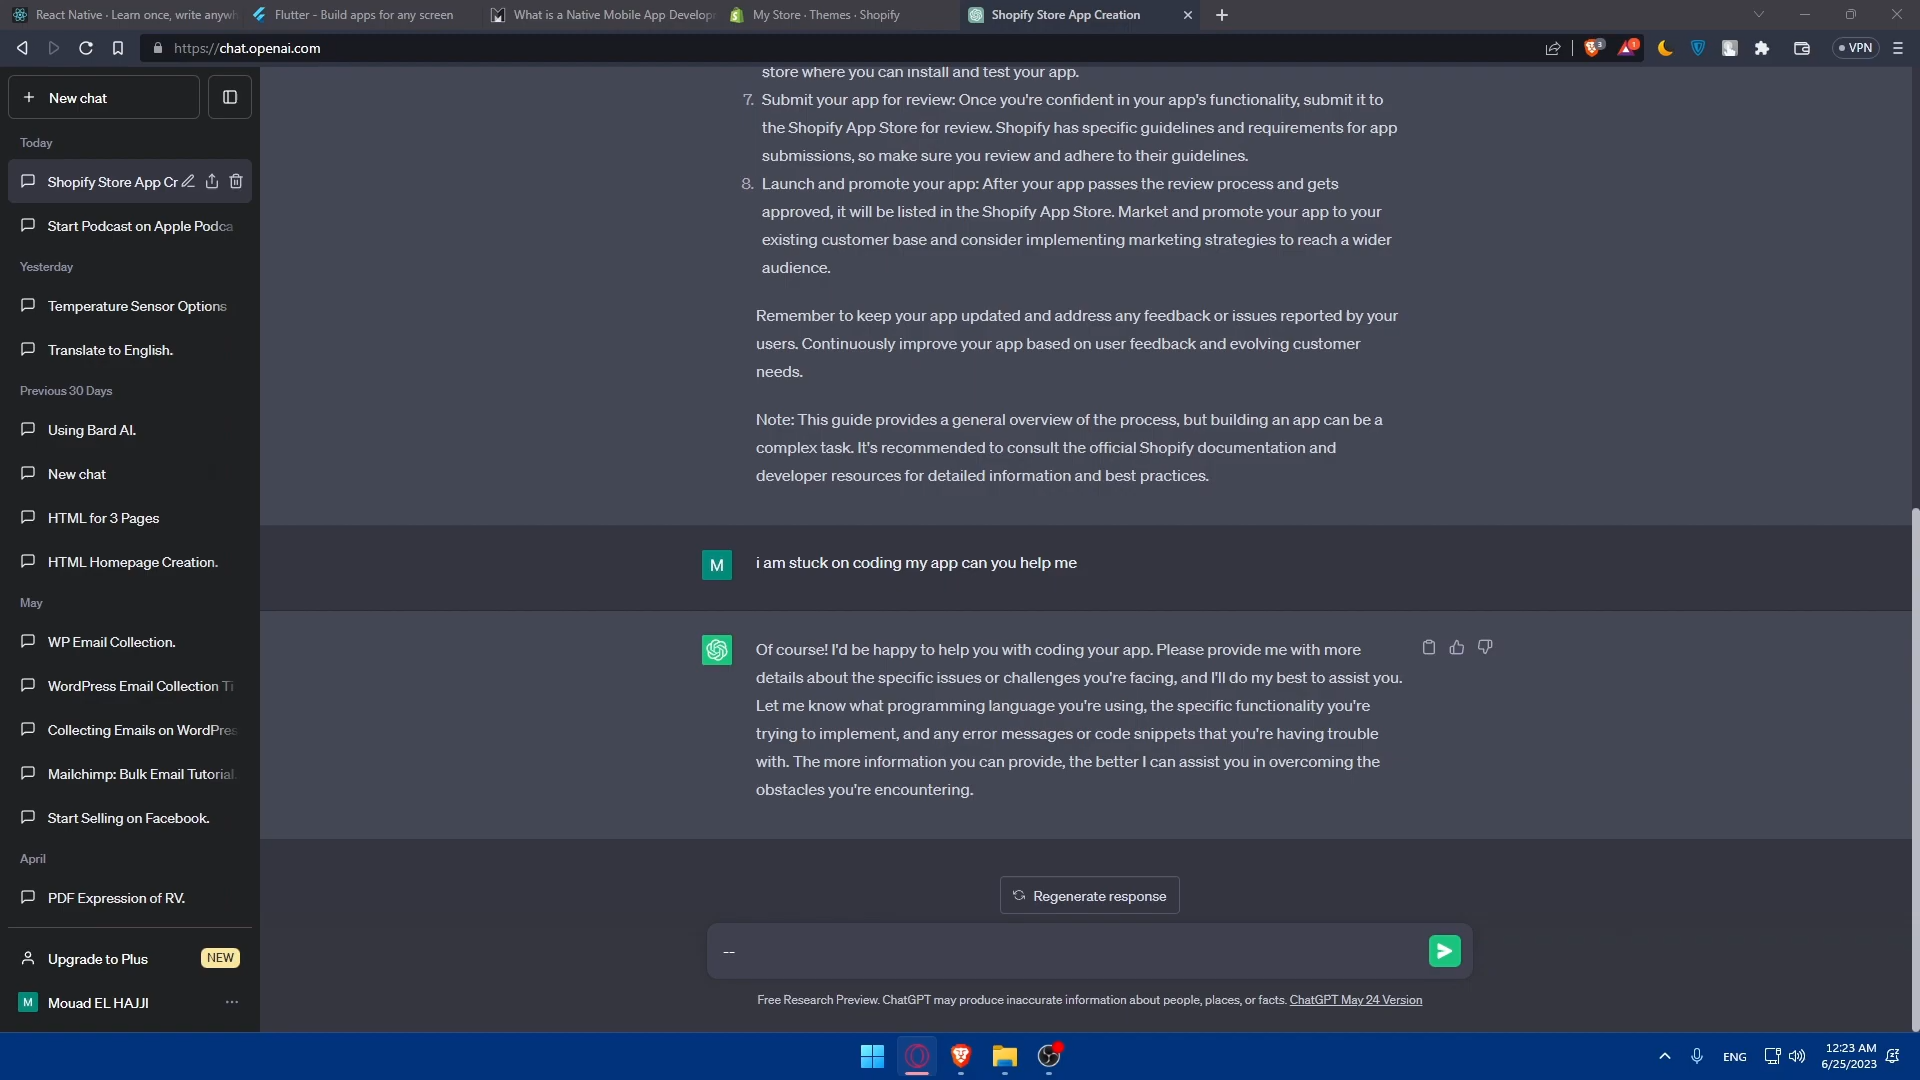 React Native · Learn once, write anywh
Flutter - Build apps for any screen
What is a Native Mobile App Develop
My Store · Themes · Shopify
Shopify Store App Creation
https://chat.openai.com
3
1
VPN
New chat
Today
Shopify Store App Cr
Start Podcast on Apple Podca
Yesterday
Temperature Sensor Options
Translate to English.
Previous 30 Days
Using Bard AI.
New chat
HTML for 3 Pages
HTML Homepage Creation.
May
WP Email Collection.
WordPress Email Collection Ti
Collecting Emails on WordPres
Mailchimp: Bulk Email Tutorial.
Start Selling on Facebook.
April
PDF Expression of RV.
Upgrade to Plus
NEW
M
Mouad EL HAJJI
store where you can install and test your app.
7. Submit your app for review: Once you're confident in your app's functionality, submit it to
the Shopify App Store for review. Shopify has specific guidelines and requirements for app
submissions, so make sure you review and adhere to their guidelines.
8. Launch and promote your app: After your app passes the review process and gets
approved, it will be listed in the Shopify App Store. Market and promote your app to your
existing customer base and consider implementing marketing strategies to reach a wider
audience.
Remember to keep your app updated and address any feedback or issues reported by your
users. Continuously improve your app based on user feedback and evolving customer
needs.
Note: This guide provides a general overview of the process, but building an app can be a
complex task. It's recommended to consult the official Shopify documentation and
developer resources for detailed information and best practices.
M
i am stuck on coding my app can you help me
Of course! I'd be happy to help you with coding your app. Please provide me with more
details about the specific issues or challenges you're facing, and I'll do my best to assist you.
Let me know what programming language you're using, the specific functionality you're
trying to implement, and any error messages or code snippets that you're having trouble
with. The more information you can provide, the better I can assist you in overcoming the
obstacles you're encountering.
Regenerate response
--
Free Research Preview. ChatGPT may produce inaccurate information about people, places, or facts. ChatGPT May 24 Version
ENG
12:23 AM
6/25/2023